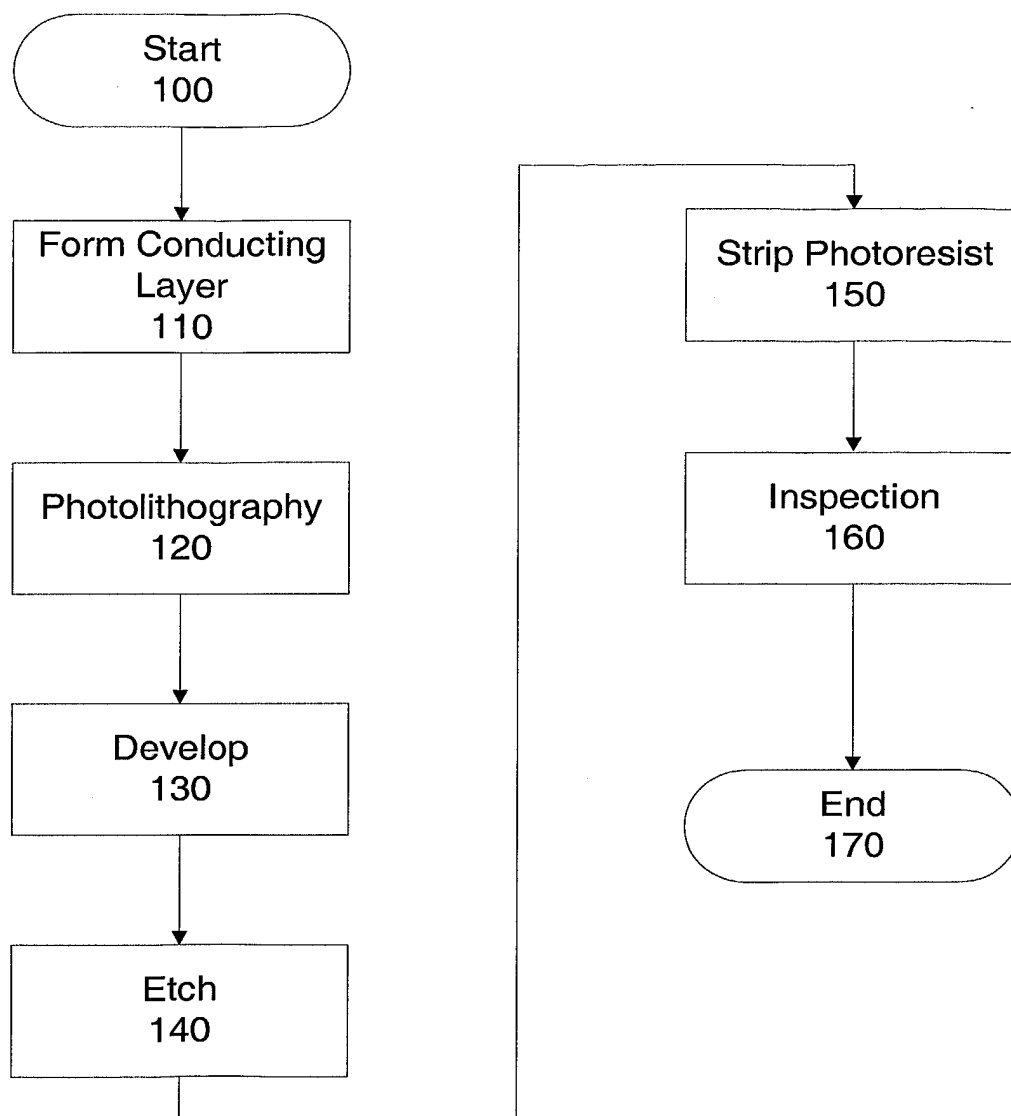 Start
100
Form Conducting
Layer
110
Photolithography
120
Develop
130
Etch
140
Strip Photoresist
150
Inspection
160
End
170